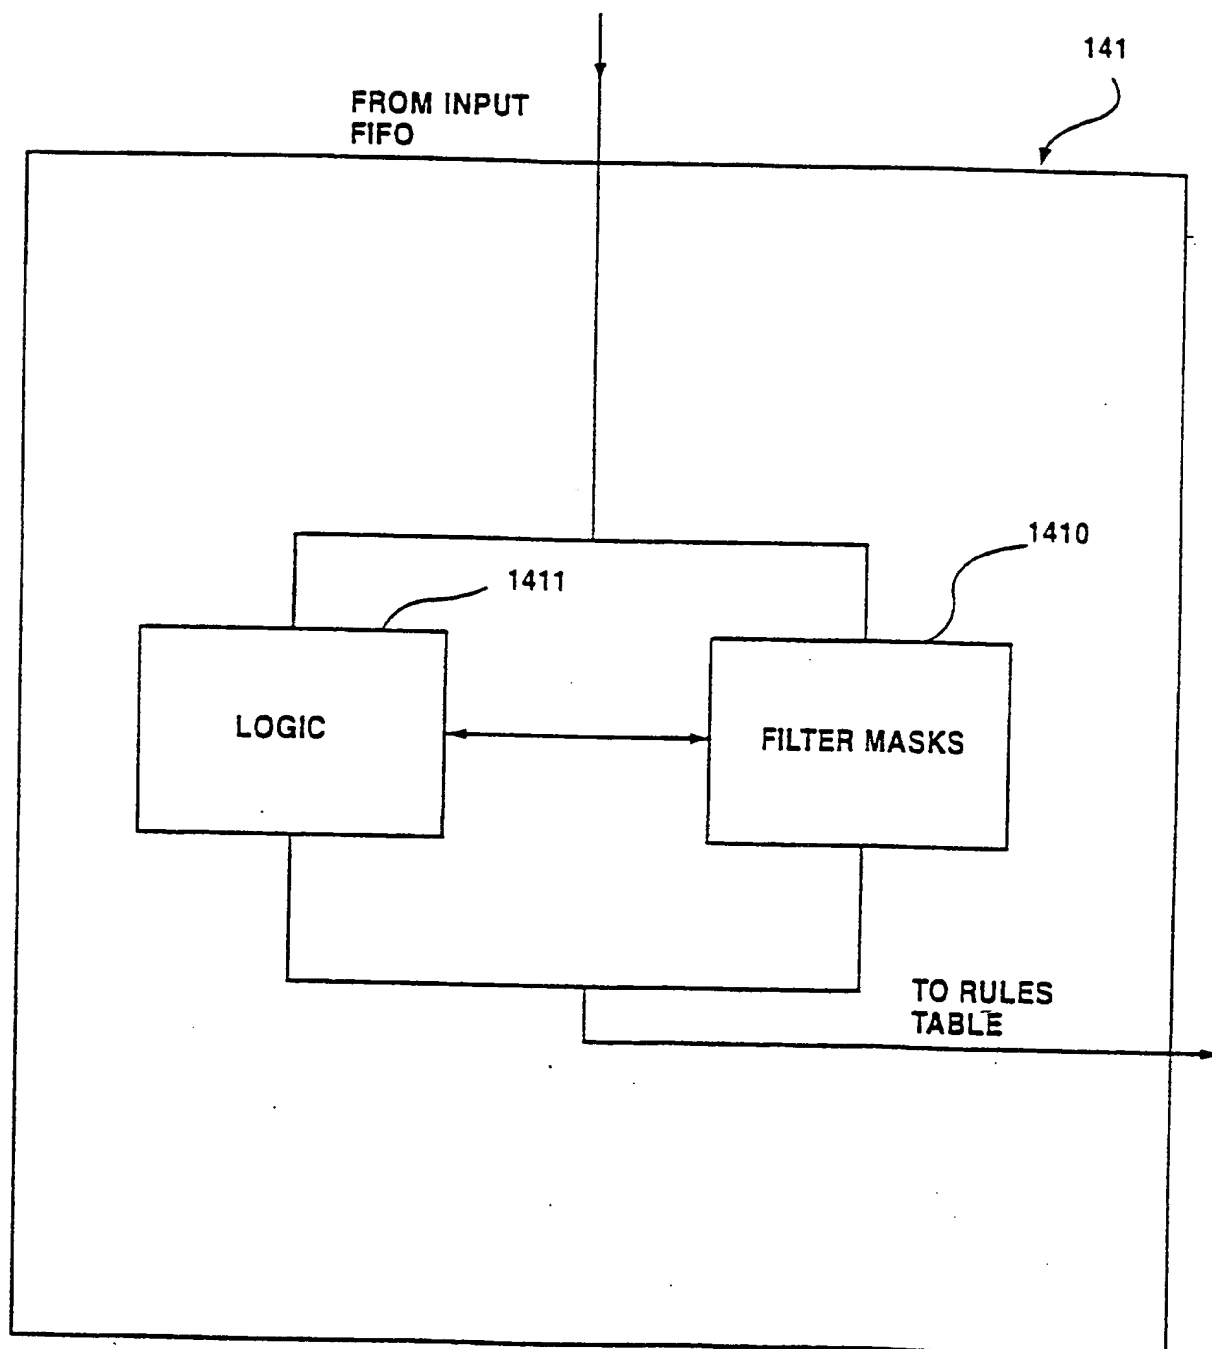 141
FROM INPUT
FIFO
1410
1411
LOGIC
FILTER MASKS
TO RULES
TABLE